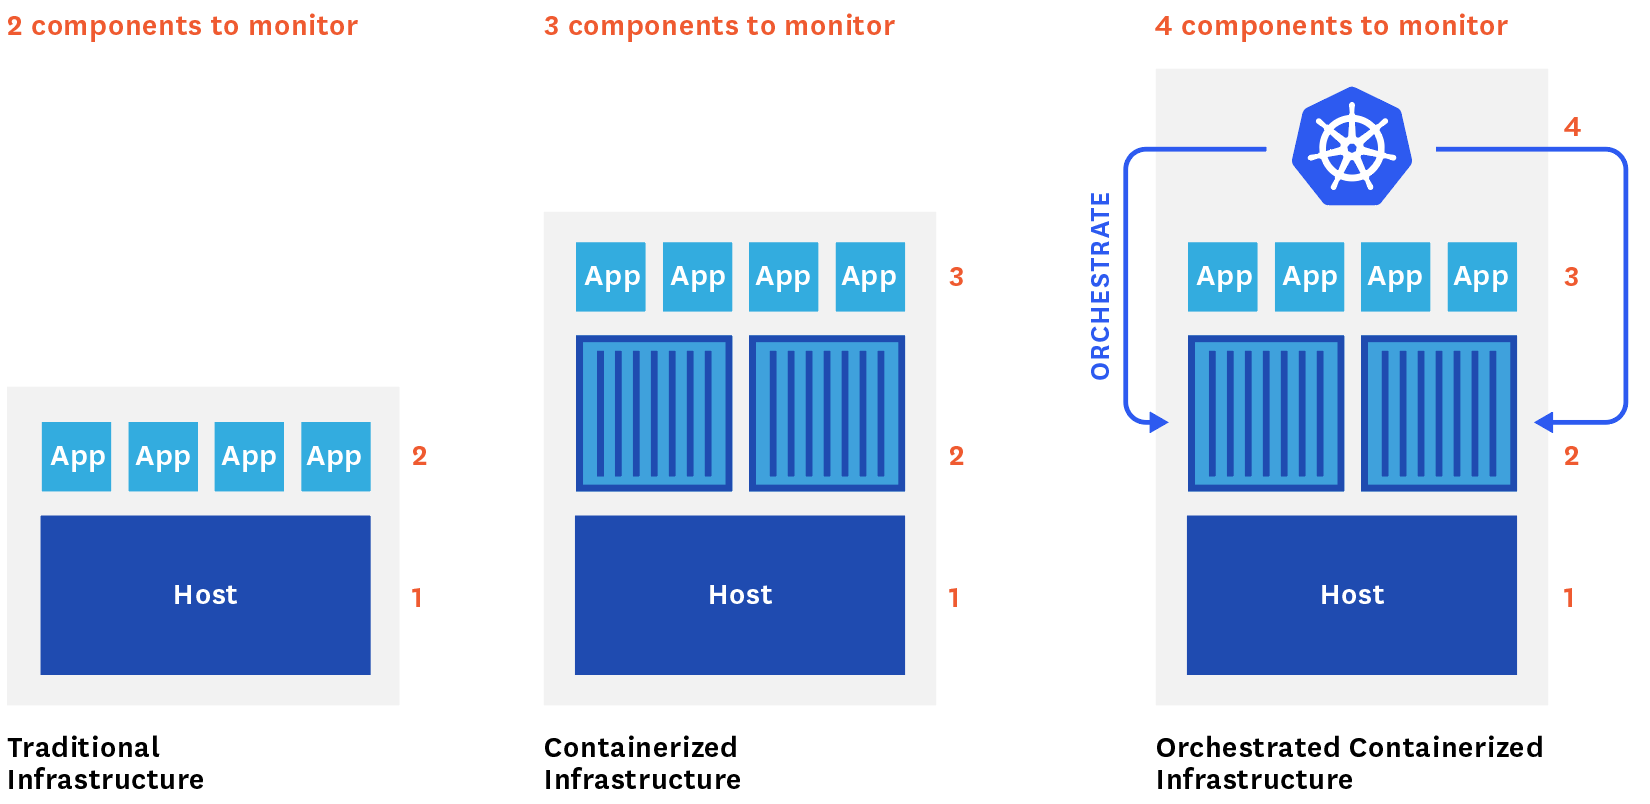 2 components to monitor
App App App App
2
Host
1
Traditional
Infrastructure
3 components to monitor
App App App App
3
2
Host
1
Containerized
Infrastructure
4 components to monitor
4
ORCHESTRATE
App App App App
3
2
Host
1
Orchestrated Containerized
Infrastructure